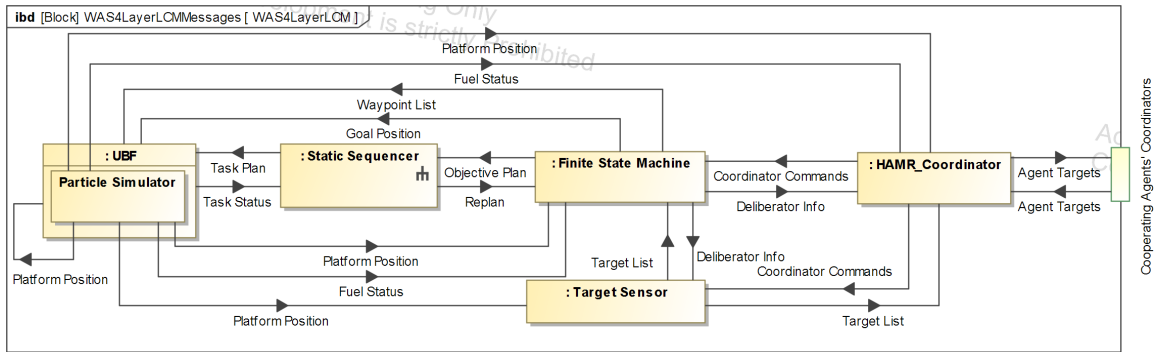 ibd [Block] WAS4LayerLCMMessages [ WAS4LayerLCM ]
Only
is strictly
Platform Position
Fuel Status
Waypoint List
Goal Position
: UBF
Particle Simulator
Task Plan
Task Status
: Static Sequencer
Objective Plan
Replan
: Finite State Machine
Coordinator Commands
Deliberator Info
: HAMR_Coordinator
Agent Targets
Agent Targets
Cooperating Agents' Coordinators
Platform Position
Platform Position
Fuel Status
Platform Position
Target List
Deliberator Info
Coordinator Commands
: Target Sensor
Target List